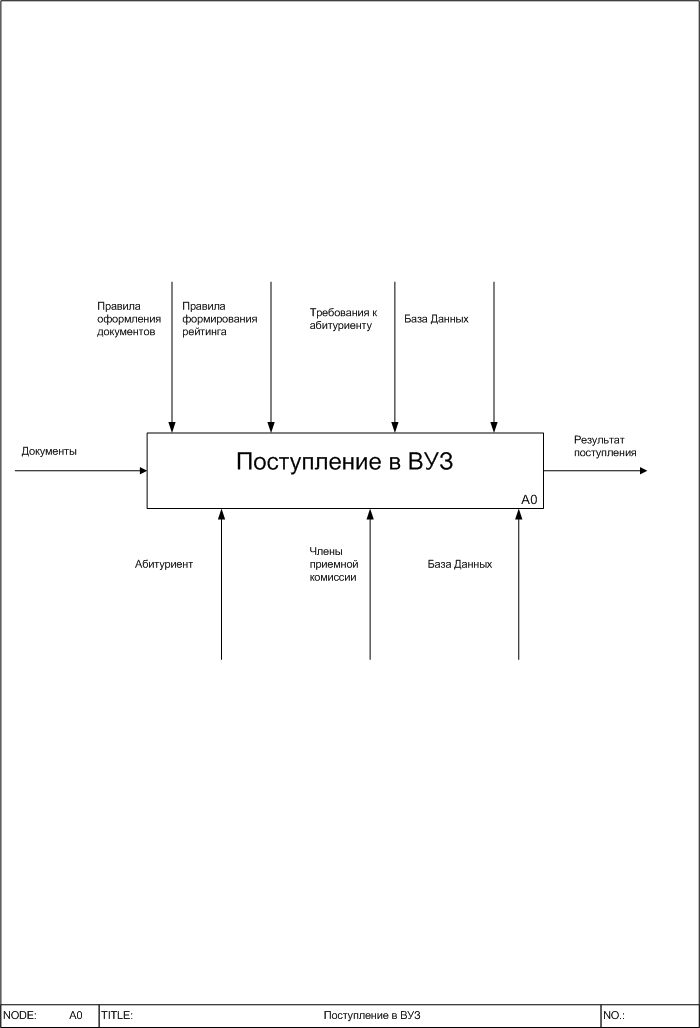 Правила
оформления
документов
Правила
формирования
рейтинга
Требования к
абитуриенту
База Данных
Документы
Поступление в ВУЗ
A0
Результат
поступления
Абитуриент
Члены
приемной
комиссии
База Данных
NODE: A0 TITLE: Поступление в ВУЗ NO.: